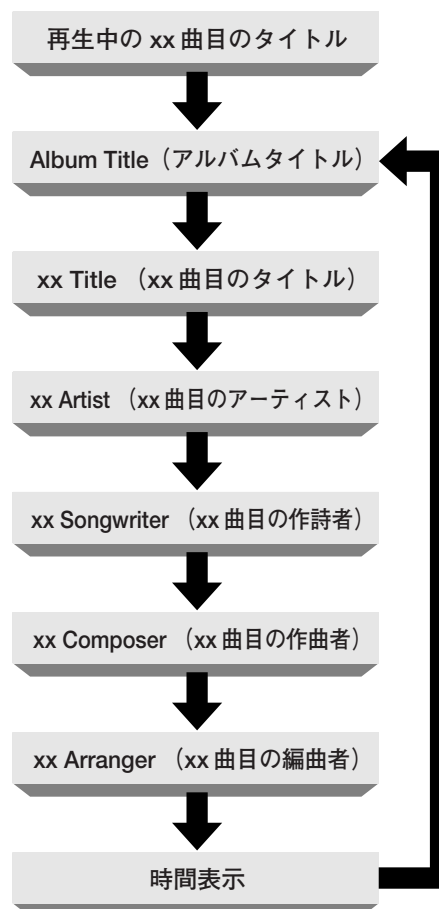 再生中の xx 曲目のタイトル
Album Title（アルバムタイトル）
xx Title （xx 曲目のタイトル）
xx Artist （xx 曲目のアーティスト）
xx Songwriter （xx 曲目の作詩者）
xx Composer （xx 曲目の作曲者）
xx Arranger （xx 曲目の編曲者）
時間表示